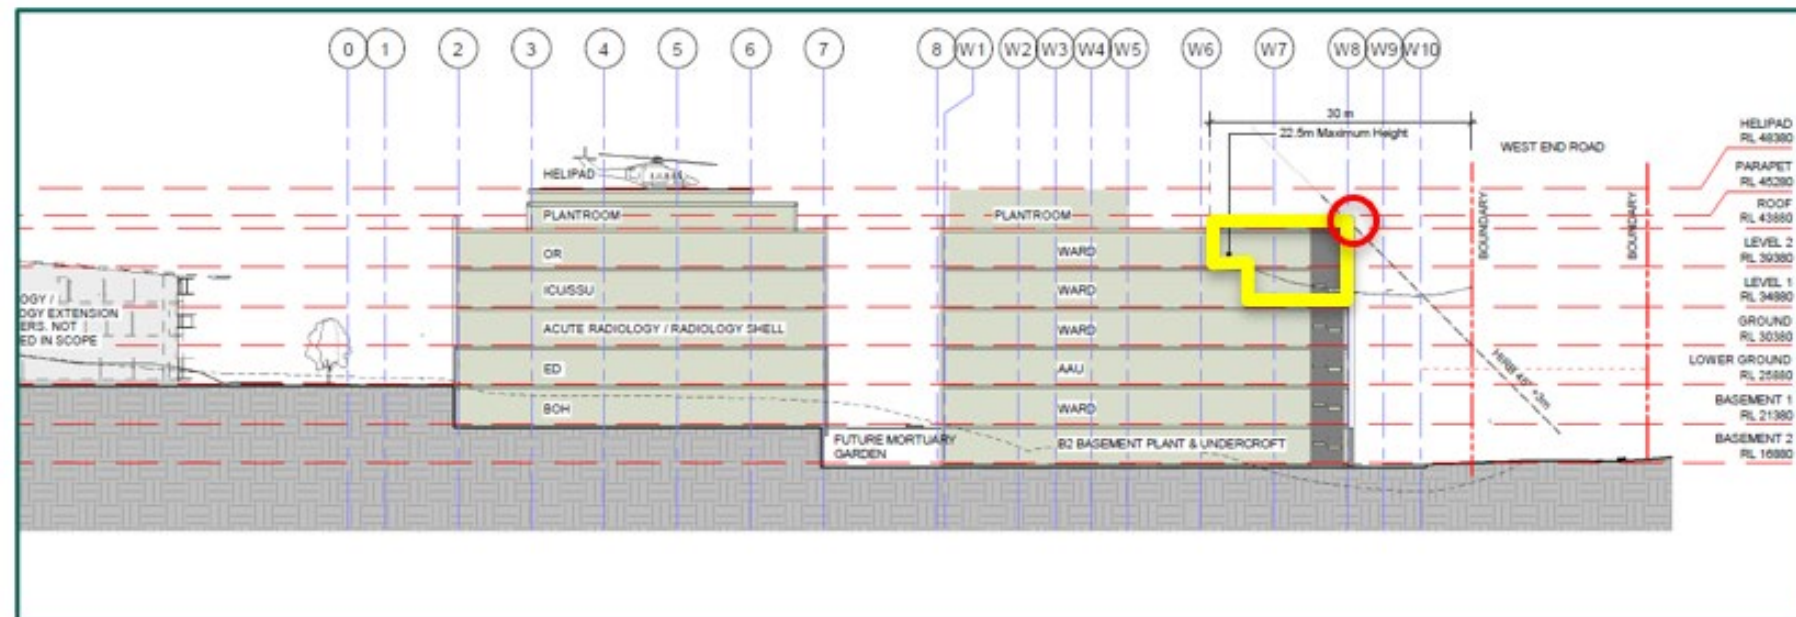 0 1 2 3 4 5 6 7 8 W1 W2 W3 W4 W5 W6 W7 W8 W9 W10
30 m
22.5m Maximum Height
WEST END ROAD
HELIPAD
RL 48380
PARAPET
RL 45280
ROOF
RL 43880
LEVEL 2
RL 39380
LEVEL 1
RL 34880
GROUND
RL 30380
LOWER GROUND
RL 25880
BASEMENT 1
RL 21380
BASEMENT 2
RL 16880
BOUNDARY
BOUNDARY
HIRB 45° +3m
HELIPAD
PLANTROOM
OR
ICU/SSU
ACUTE RADIOLOGY / RADIOLOGY SHELL
ED
BOH
PLANTROOM
WARD
WARD
WARD
AAU
WARD
B2 BASEMENT PLANT & UNDERCROFT
FUTURE MORTUARY
GARDEN
OGY /
OGY EXTENSION
ERS. NOT
ED IN SCOPE